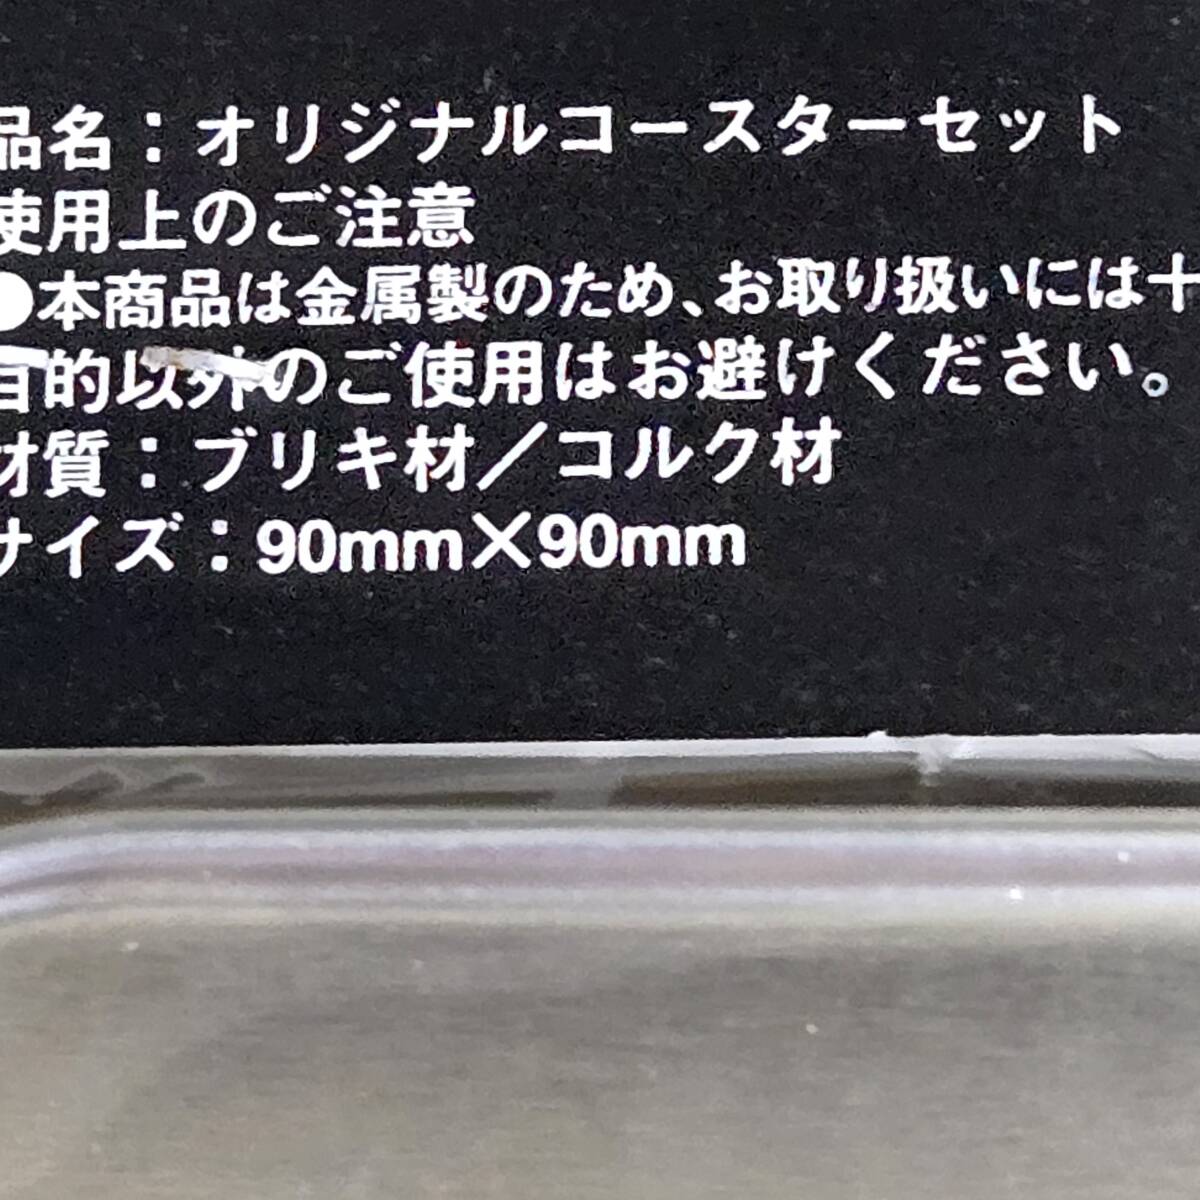 品名：オリジナルコースターセット
使用上のご注意
●本商品は金属製のため、お取り扱いには十
目的以外のご使用はお避けください。
材質：ブリキ材／コルク材
サイズ：90mm×90mm